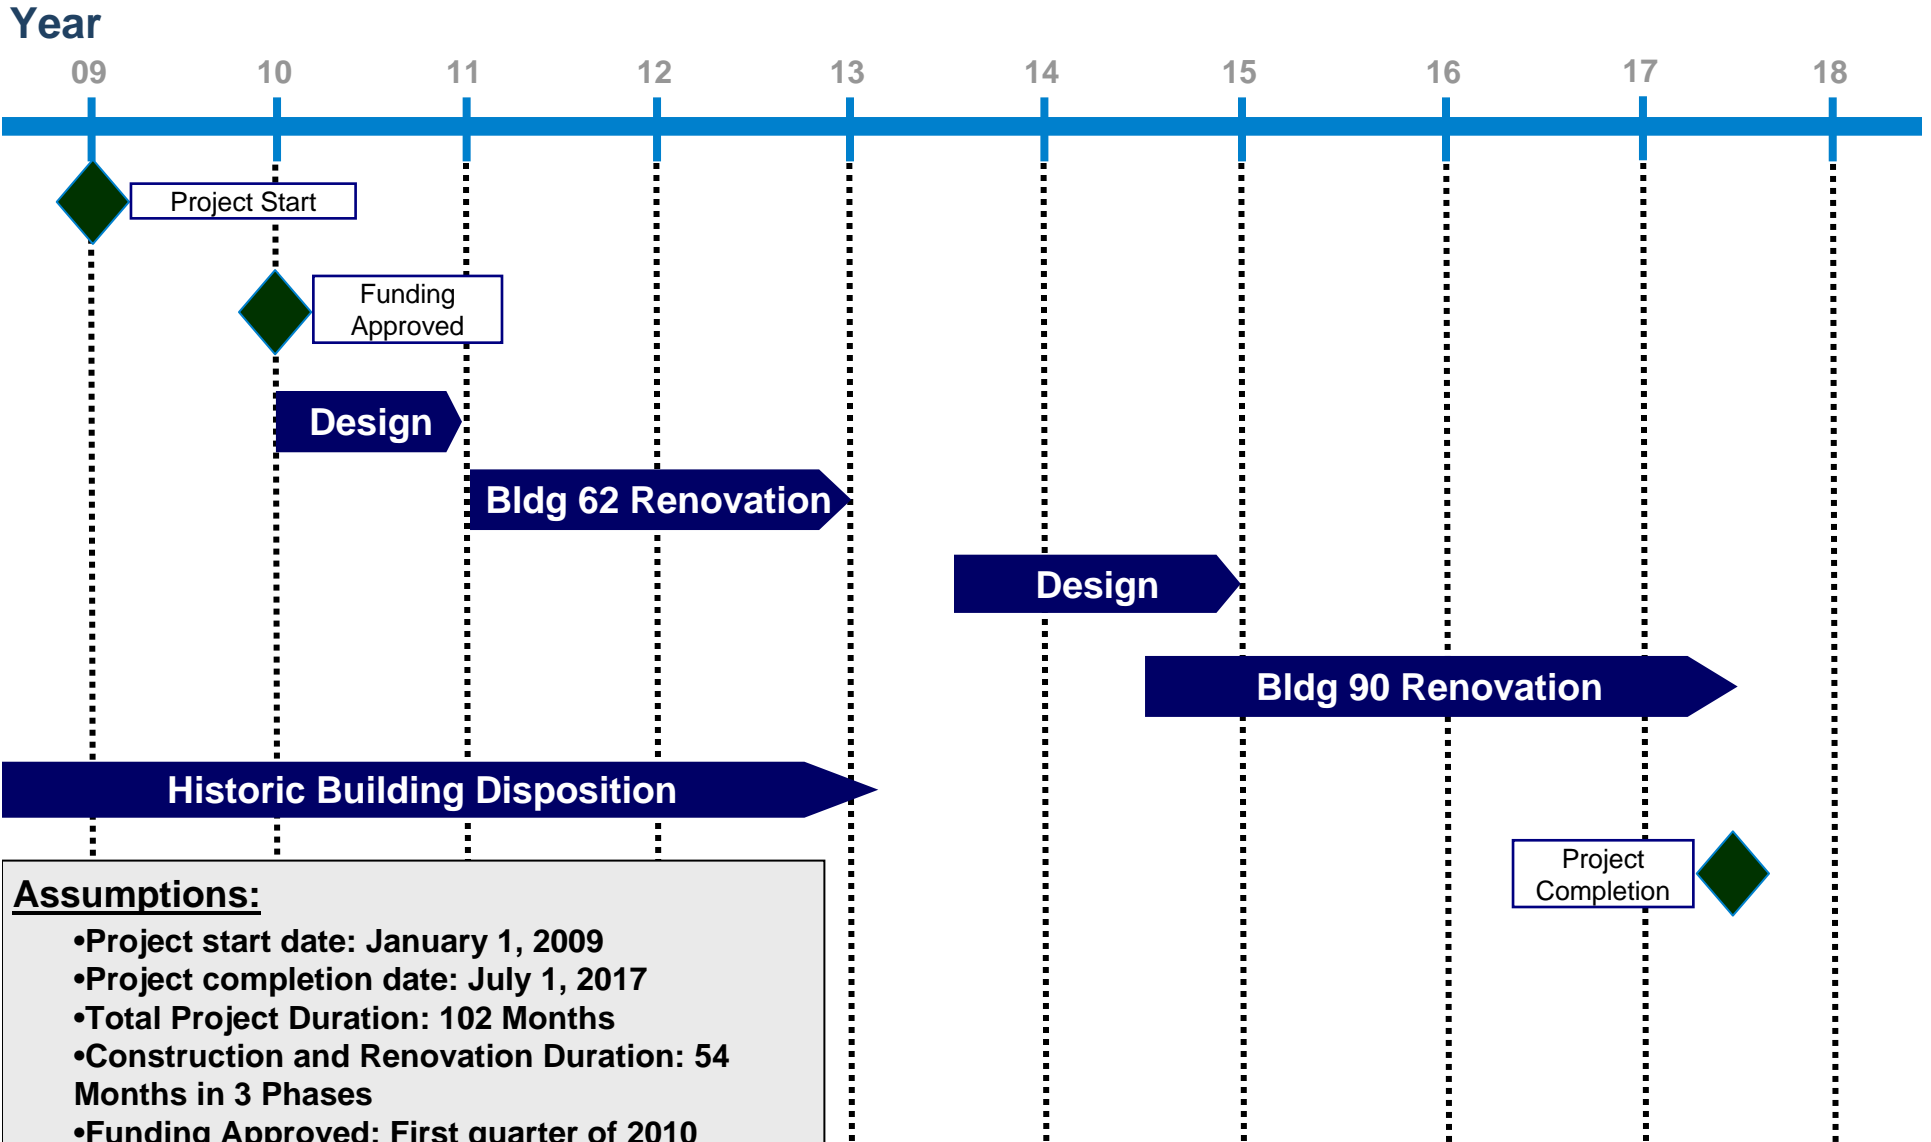 Year
09 10 11 12 13 14 15 16 17 18
Project Start
Funding
Approved
Design
Bldg 62 Renovation
Design
Bldg 90 Renovation
Historic Building Disposition
Project
Completion
Assumptions:
•Project start date: January 1, 2009
•Project completion date: July 1, 2017
•Total Project Duration: 102 Months
•Construction and Renovation Duration: 54
Months in 3 Phases
•Funding Approved: First quarter of 2010